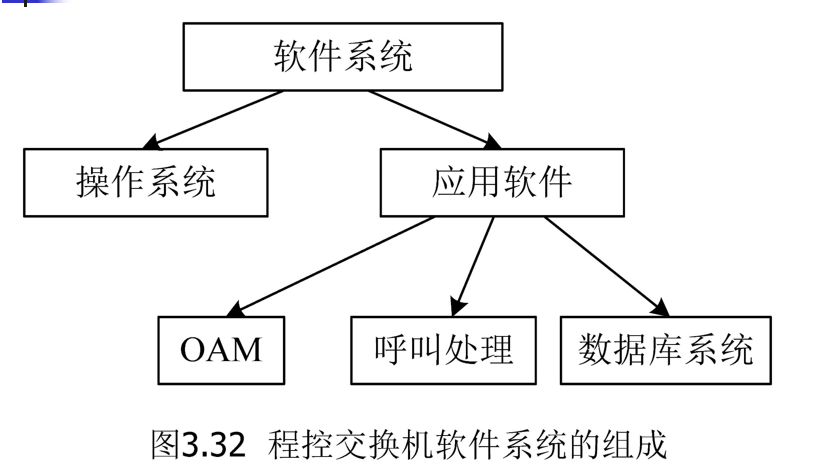 软件系统
操作系统
应用软件
OAM
呼叫处理
数据库系统
图3.32 程控交换机软件系统的组成